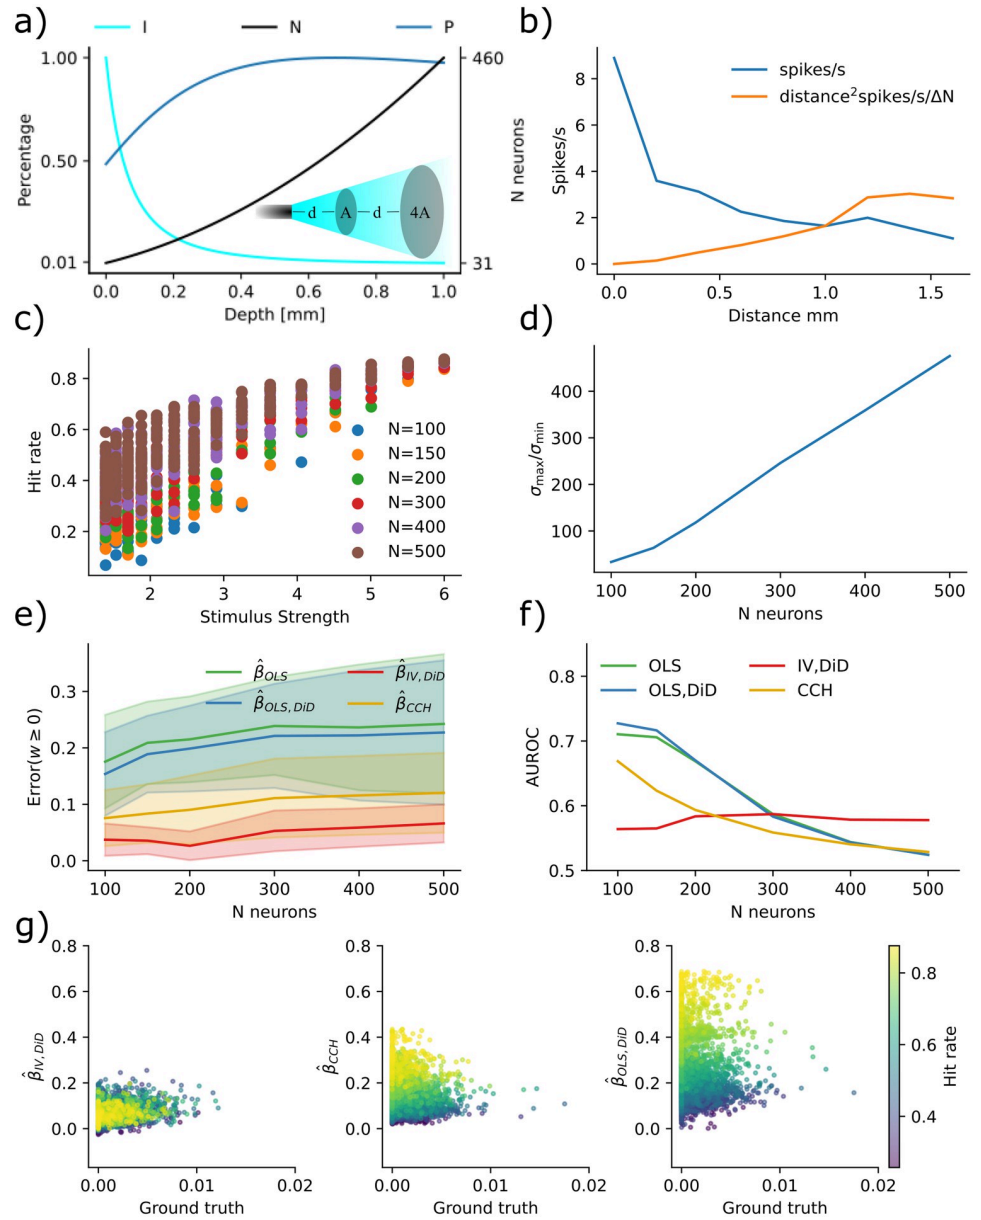 a)
I N P
1.00
0.50
0.01
Percentage
460
31
N neurons
d A d 4A
0.0 0.2 0.4 0.6 0.8 1.0
Depth [mm]
b)
spikes/s
distance²spikes/s/ΔN
8
6
4
2
0
Spikes/s
0.0 0.5 1.0 1.5
Distance mm
c)
0.8
0.6
0.4
0.2
Hit rate
N=100
N=150
N=200
N=300
N=400
N=500
2 3 4 5 6
Stimulus Strength
d)
400
300
200
100
σmax/σmin
100 200 300 400 500
N neurons
e)
β̂OLS β̂IV, DiD
β̂OLS, DiD β̂CCH
0.3
0.2
0.1
0.0
Error(w ≥ 0)
100 200 300 400 500
N neurons
f)
OLS IV,DiD
OLS,DiD CCH
0.8
0.7
0.6
0.5
AUROC
100 200 300 400 500
N neurons
g)
0.8
0.6
0.4
0.2
0.0
β̂IV, DiD
0.00 0.01 0.02
Ground truth
0.8
0.6
0.4
0.2
0.0
β̂CCH
0.00 0.01 0.02
Ground truth
0.8
0.6
0.4
0.2
0.0
β̂OLS, DiD
0.00 0.01 0.02
Ground truth
0.8
0.6
0.4
Hit rate